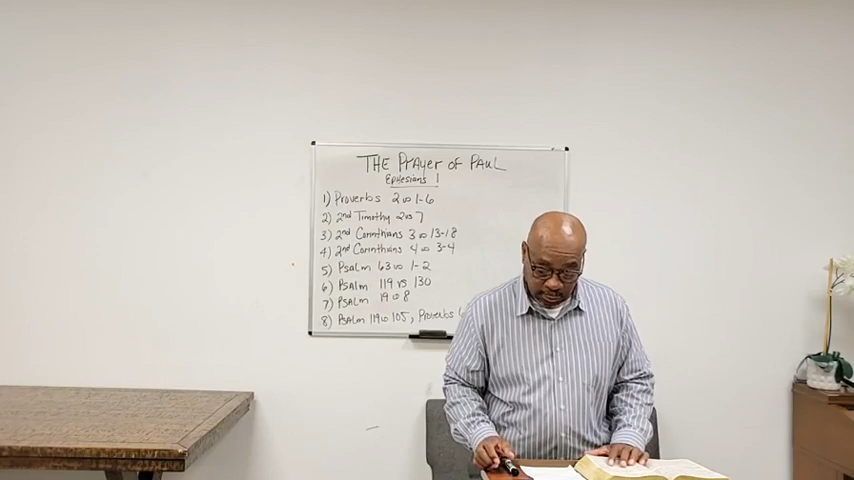 THE Prayer of PAUL
Ephesians 1
1) Proverbs 2 vs 1-6
2) 2nd Timothy 2 vs 7
3) 2nd Corinthians 3 vs 13-18
4) 2nd Corinthians 4 vs 3-4
5) Psalm 63 vs 1-2
6) Psalm 119 vs 130
7) Psalm 19 vs 8
8) Psalm 119 vs 105, Proverbs